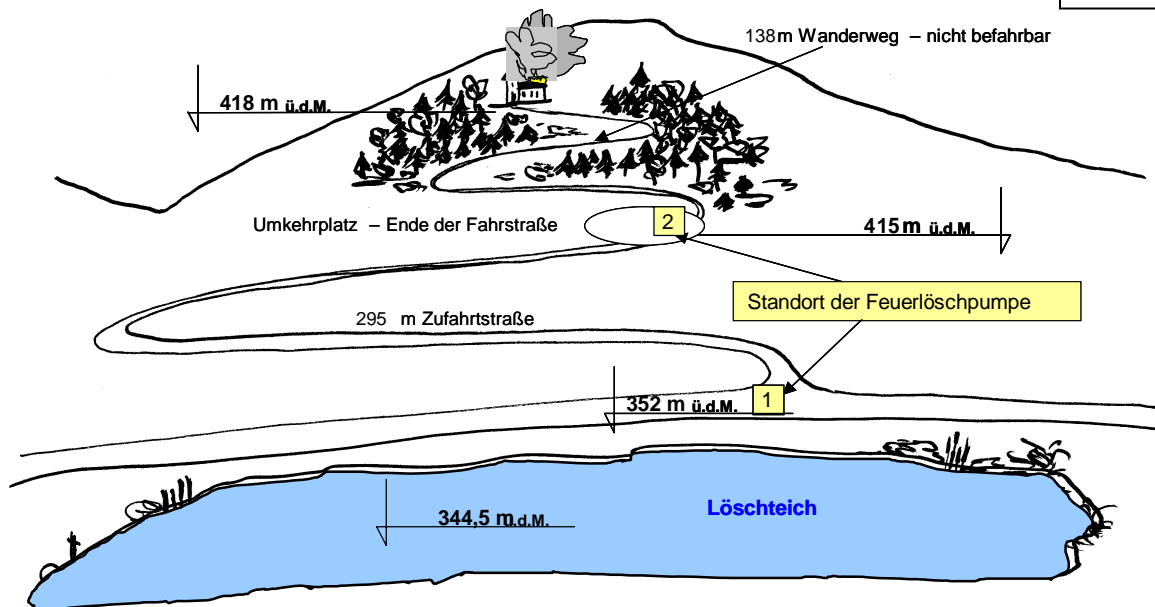 138m Wanderweg – nicht befahrbar
418 m ü.d.M.
Umkehrplatz – Ende der Fahrstraße
2
415m ü.d.M.
Standort der Feuerlöschpumpe
295 m Zufahrtstraße
352 m ü.d.M.
1
Löschteich
344,5 m ü.d.M.